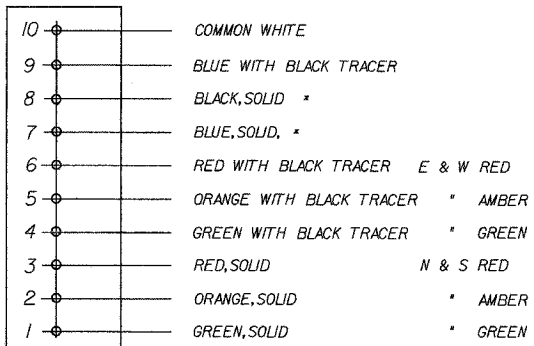 10 COMMON WHITE
9 BLUE WITH BLACK TRACER
8 BLACK, SOLID *
7 BLUE, SOLID, *
6 RED WITH BLACK TRACER E & W RED
5 ORANGE WITH BLACK TRACER " AMBER
4 GREEN WITH BLACK TRACER " GREEN
3 RED, SOLID N & S RED
2 ORANGE, SOLID " AMBER
1 GREEN, SOLID " GREEN